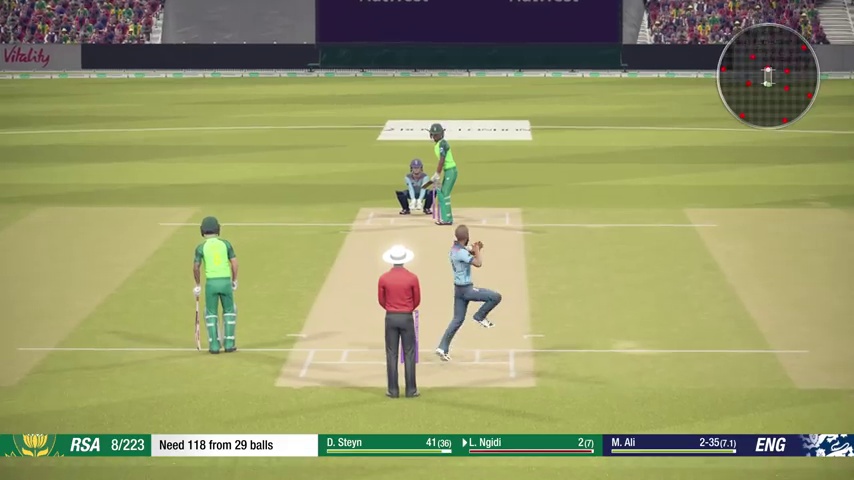 Vitality
RSA 8/223 Need 118 from 29 balls D. Steyn 41 (36) L. Ngidi 2 (7) M. Ali 2-35 (7.1) ENG